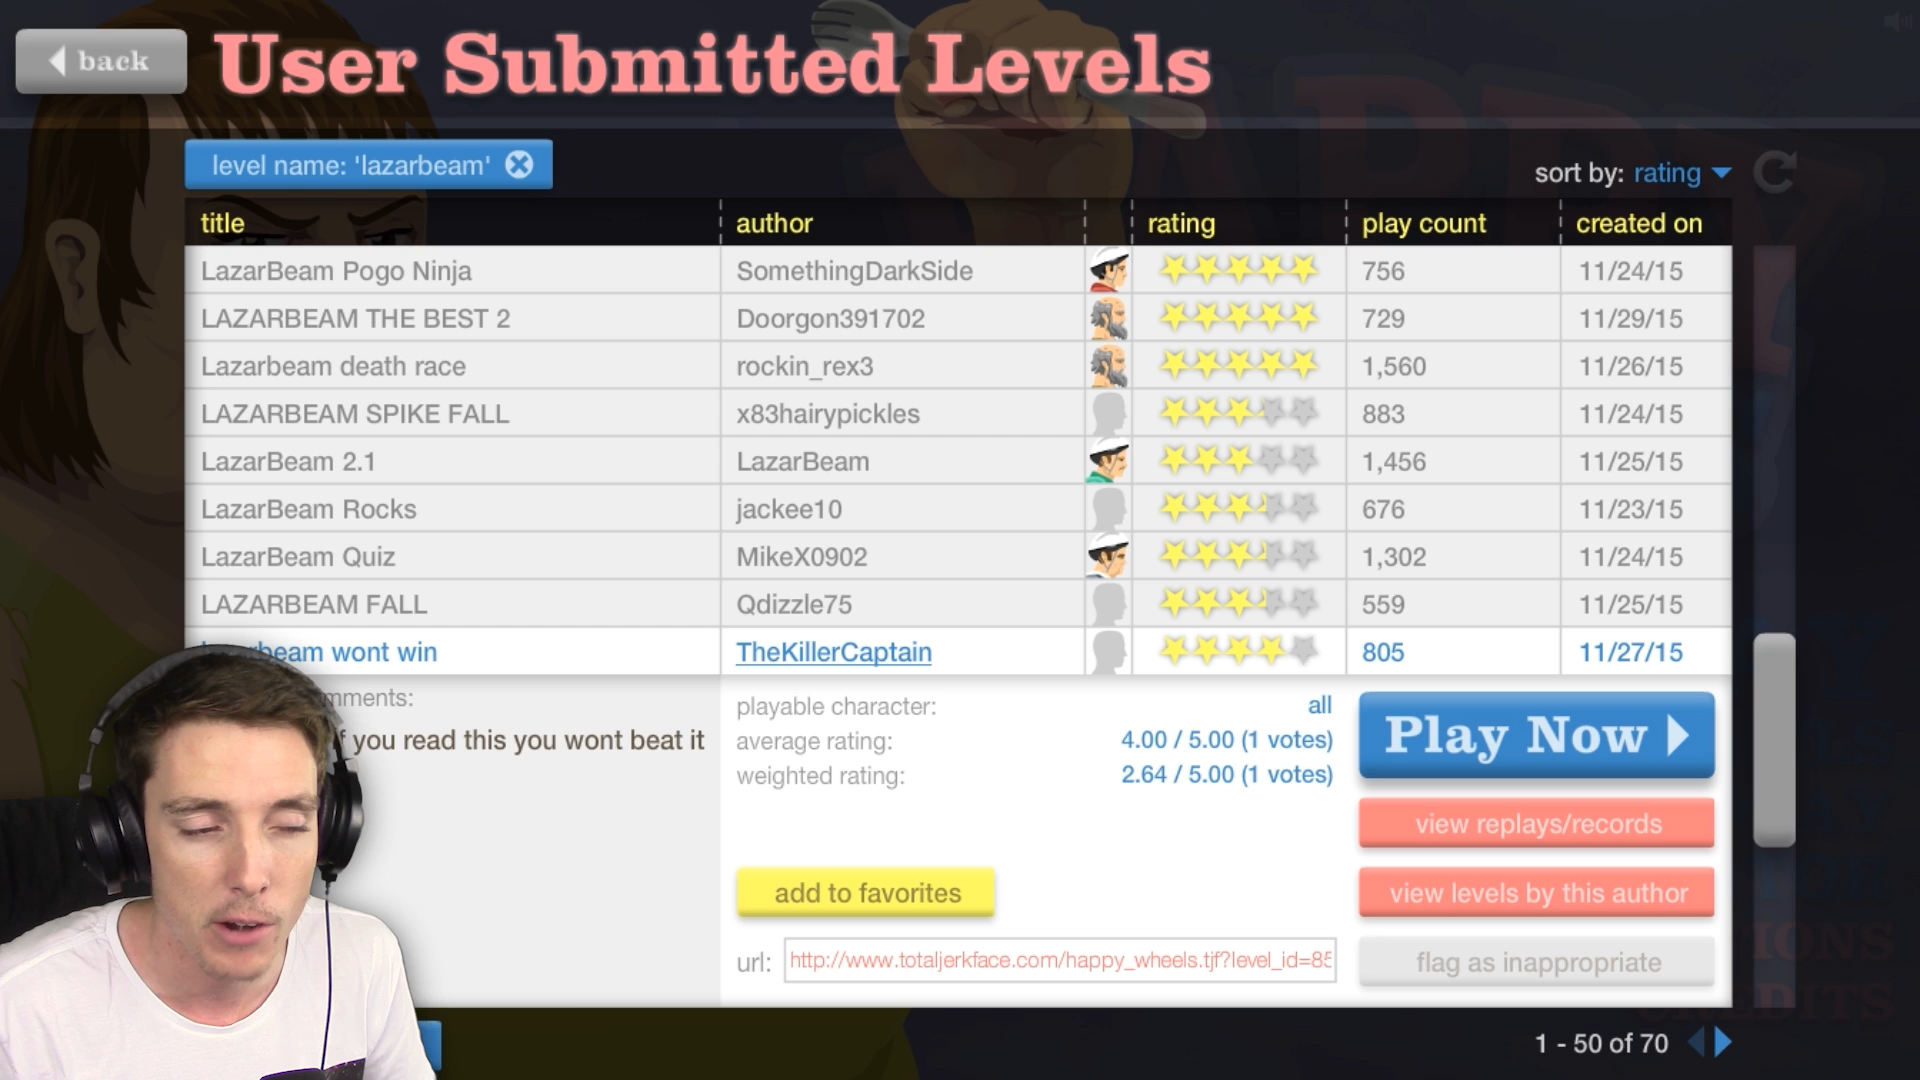 back
User Submitted Levels
level name: 'lazarbeam'
sort by: rating
title author rating play count created on
LazarBeam Pogo Ninja SomethingDarkSide 756 11/24/15
LAZARBEAM THE BEST 2 Doorgon391702 729 11/29/15
Lazarbeam death race rockin_rex3 1,560 11/26/15
LAZARBEAM SPIKE FALL x83hairypickles 883 11/24/15
LazarBeam 2.1 LazarBeam 1,456 11/25/15
LazarBeam Rocks jackee10 676 11/23/15
LazarBeam Quiz MikeX0902 1,302 11/24/15
LAZARBEAM FALL Qdizzle75 559 11/25/15
wont win TheKillerCaptain 805 11/27/15
you read this you wont beat it
playable character: all
average rating: 4.00 / 5.00 (1 votes)
weighted rating: 2.64 / 5.00 (1 votes)
add to favorites
url: http://www.totaljerkface.com/happy_wheels.tjf?level_id=85
Play Now
view replays/records
view levels by this author
flag as inappropriate
1 - 50 of 70